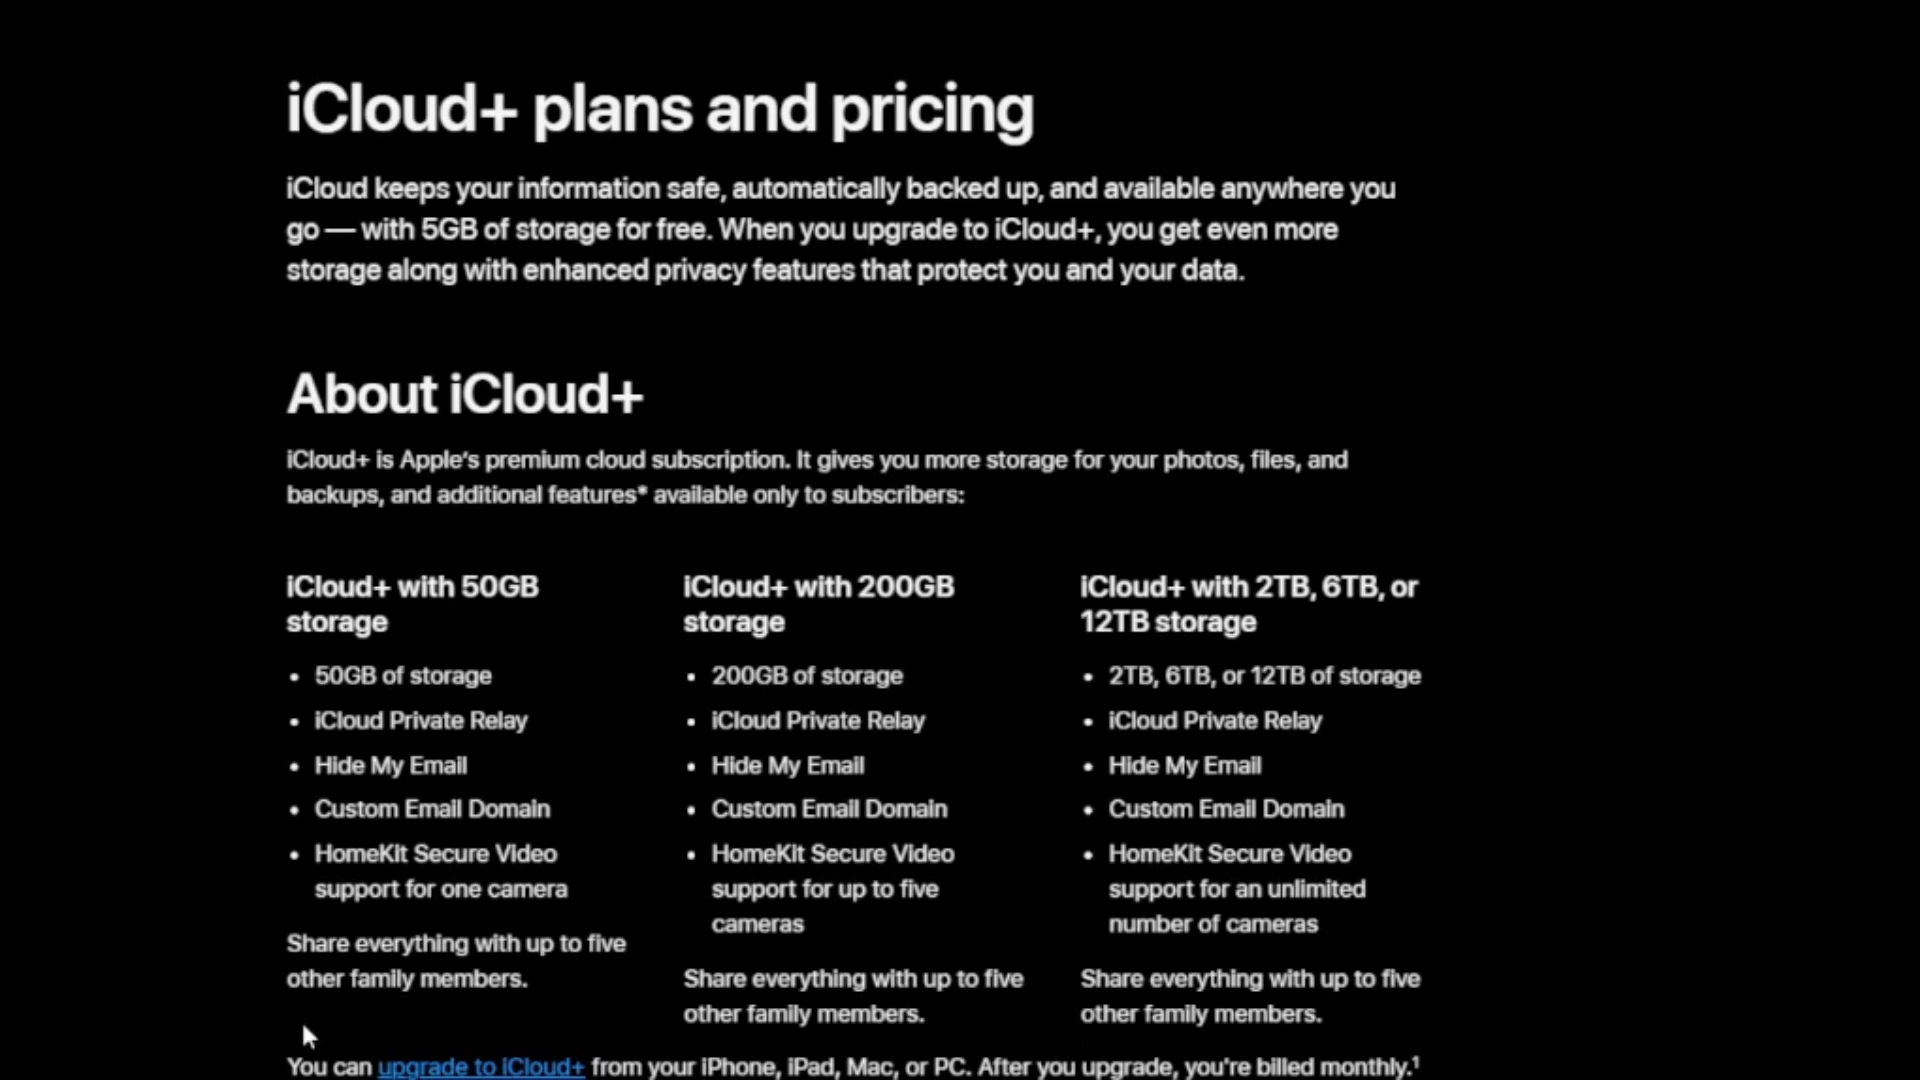 iCloud+ plans and pricing
iCloud keeps your information safe, automatically backed up, and available anywhere you
go — with 5GB of storage for free. When you upgrade to iCloud+, you get even more
storage along with enhanced privacy features that protect you and your data.
About iCloud+
iCloud+ is Apple's premium cloud subscription. It gives you more storage for your photos, files, and
backups, and additional features* available only to subscribers:
iCloud+ with 50GB
storage
• 50GB of storage
• iCloud Private Relay
• Hide My Email
• Custom Email Domain
• HomeKit Secure Video
support for one camera
Share everything with up to five
other family members.
iCloud+ with 200GB
storage
• 200GB of storage
• iCloud Private Relay
• Hide My Email
• Custom Email Domain
• HomeKit Secure Video
support for up to five
cameras
Share everything with up to five
other family members.
iCloud+ with 2TB, 6TB, or
12TB storage
• 2TB, 6TB, or 12TB of storage
• iCloud Private Relay
• Hide My Email
• Custom Email Domain
• HomeKit Secure Video
support for an unlimited
number of cameras
Share everything with up to five
other family members.
You can upgrade to iCloud+ from your iPhone, iPad, Mac, or PC. After you upgrade, you're billed monthly.¹